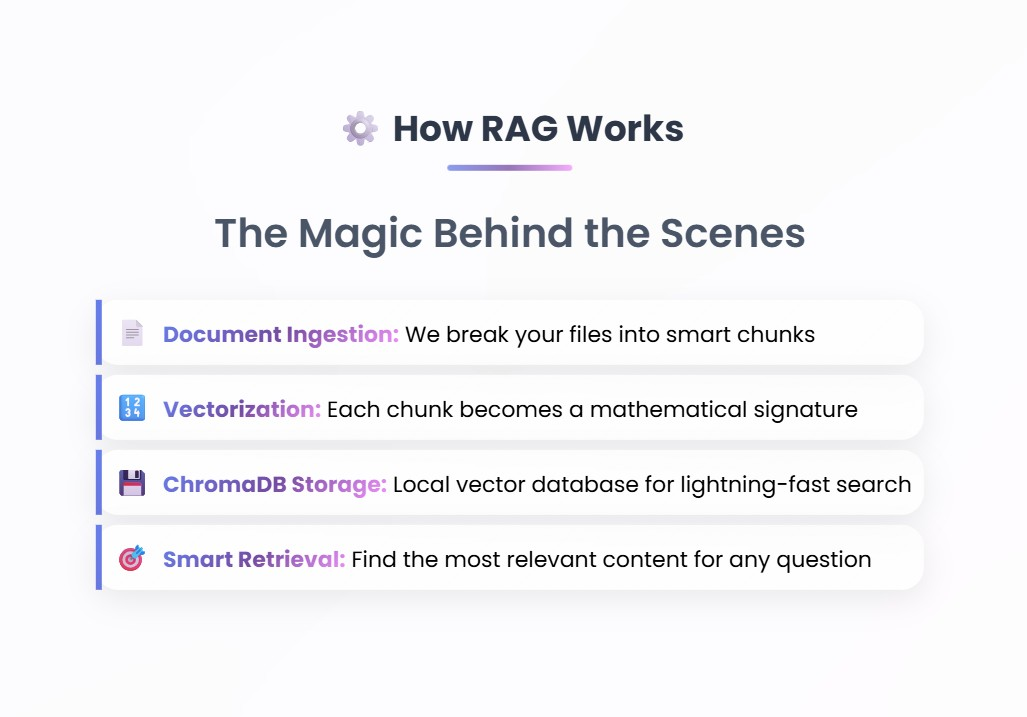 How RAG Works
The Magic Behind the Scenes
Document Ingestion: We break your files into smart chunks
Vectorization: Each chunk becomes a mathematical signature
ChromaDB Storage: Local vector database for lightning-fast search
Smart Retrieval: Find the most relevant content for any question